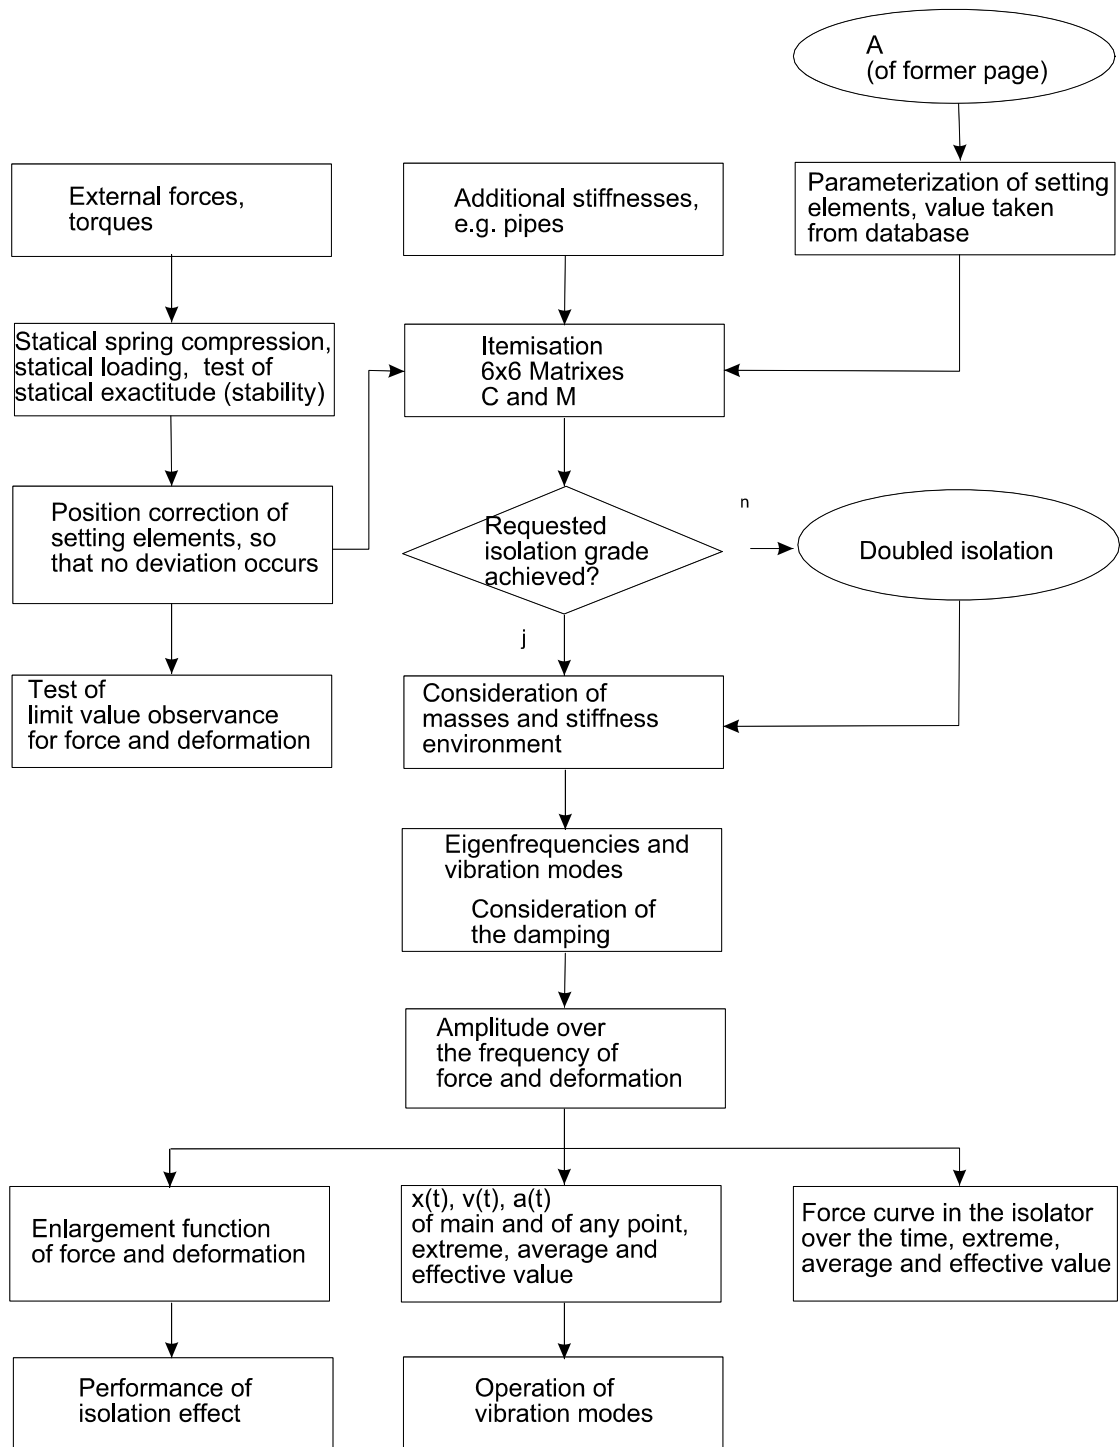 A
(of former page)
External forces,
torques
Additional stiffnesses,
e.g. pipes
Parameterization of setting
elements, value taken
from database
Statical spring compression,
statical loading, test of
statical exactitude (stability)
Itemisation
6x6 Matrixes
C and M
Position correction of
setting elements, so
that no deviation occurs
Requested
isolation grade
achieved?
n
Doubled isolation
j
Test of
limit value observance
for force and deformation
Consideration of
masses and stiffness
environment
Eigenfrequencies and
vibration modes
Consideration of
the damping
Amplitude over
the frequency of
force and deformation
Enlargement function
of force and deformation
x(t), v(t), a(t)
of main and of any point,
extreme, average and
effective value
Force curve in the isolator
over the time, extreme,
average and effective value
Performance of
isolation effect
Operation of
vibration modes